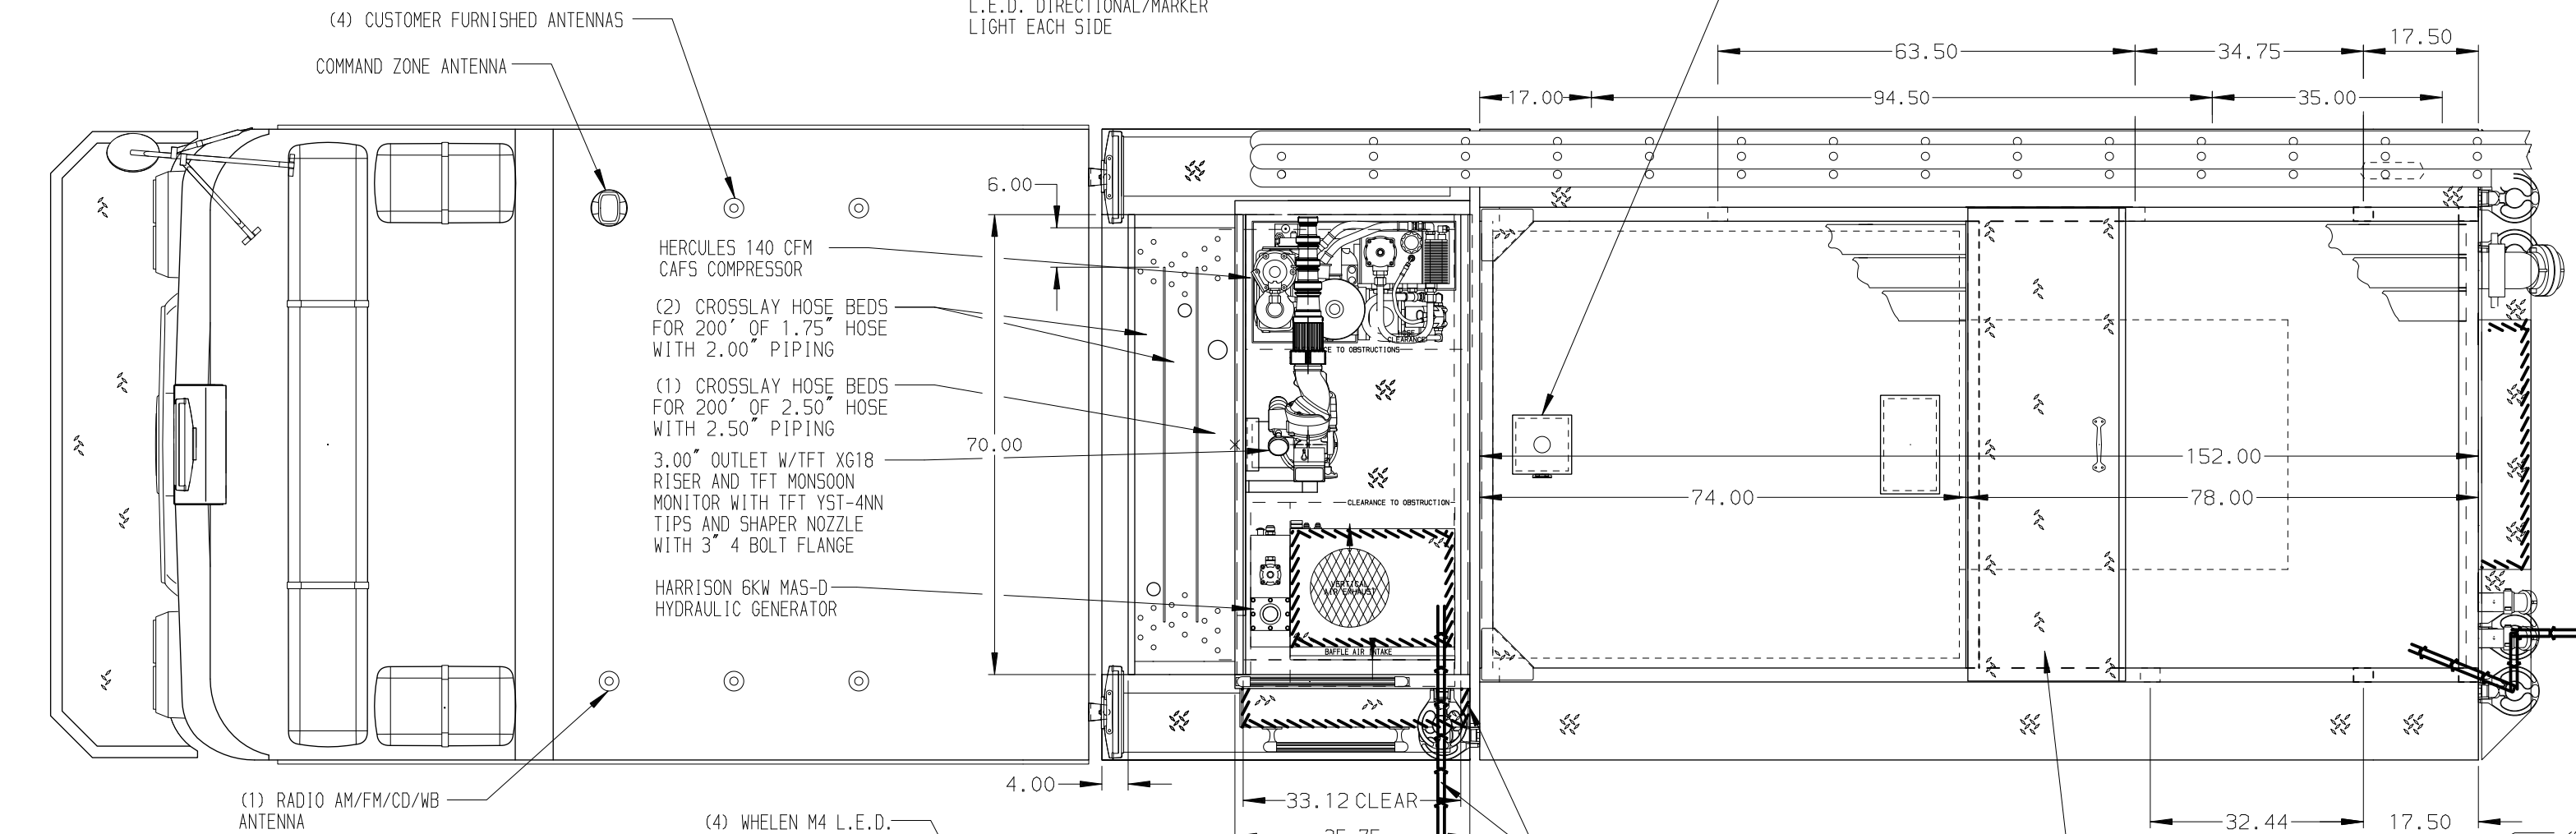 (4) CUSTOMER FURNISHED ANTENNAS
COMMAND ZONE ANTENNA
L.E.D. DIRECTIONAL/MARKER
LIGHT EACH SIDE
63.50
34.75
17.50
17.00
94.50
35.00
6.00
HERCULES 140 CFM
CAFS COMPRESSOR
(2) CROSSLAY HOSE BEDS
FOR 200' OF 1.75" HOSE
WITH 2.00" PIPING
(1) CROSSLAY HOSE BEDS
FOR 200' OF 2.50" HOSE
WITH 2.50" PIPING
3.00" OUTLET W/TFT XG18
RISER AND TFT MONSOON
MONITOR WITH TFT YST-4NN
TIPS AND SHAPER NOZZLE
WITH 3" 4 BOLT FLANGE
HARRISON 6KW MAS-D
HYDRAULIC GENERATOR
70.00
HOSE
CLEARANCE
TO OBSTRUCTIONS
CLEARANCE TO OBSTRUCTION
VERTICAL
AIR EXHAUST
BAFFLE AIR INTAKE
152.00
74.00
78.00
4.00
33.12 CLEAR
(1) RADIO AM/FM/CD/WB
ANTENNA
(4) WHELEN M4 L.E.D.
35.75
32.44
17.50